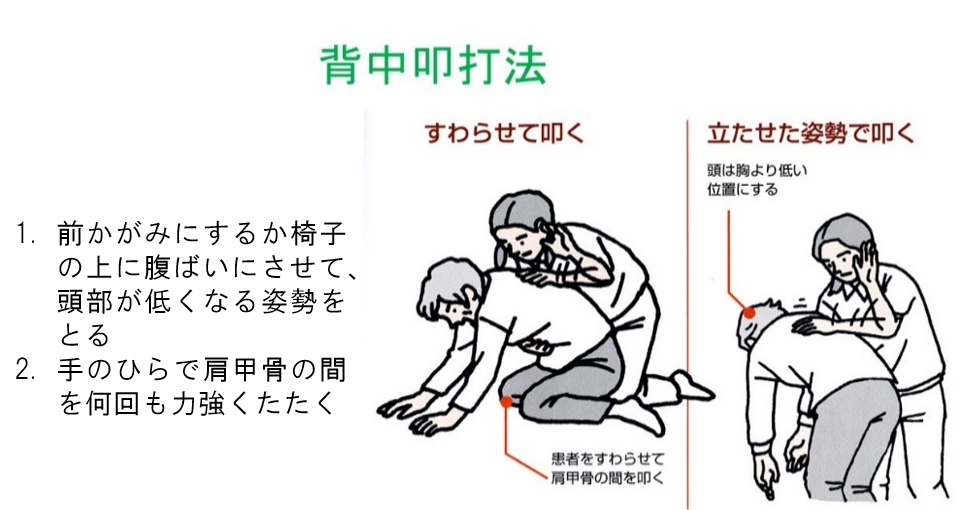 背中叩打法
1. 前かがみにするか椅子
の上に腹ばいにさせて、
頭部が低くなる姿勢を
とる
2. 手のひらで肩甲骨の間
を何回も力強くたたく
すわらせて叩く
患者をすわらせて
肩甲骨の間を叩く
立たせた姿勢で叩く
頭は胸より低い
位置にする